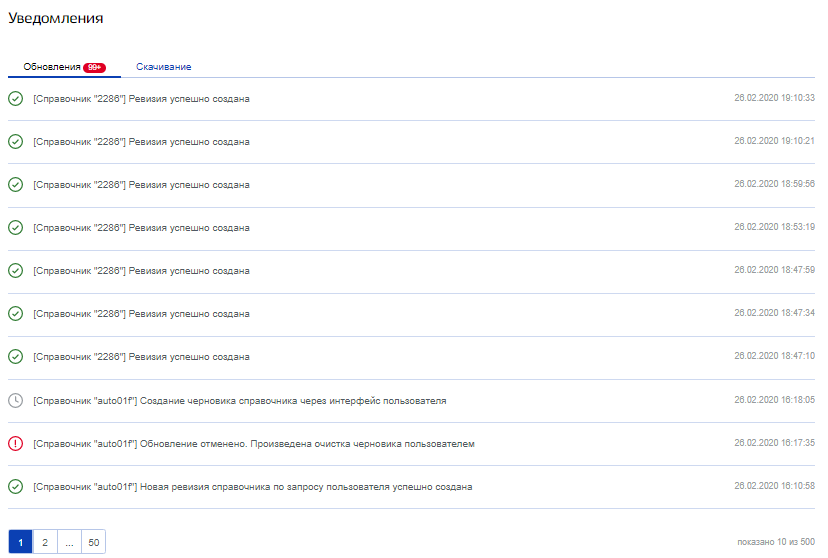 Уведомления
Обновления 99+ Скачивание
[Справочник "2286"] Ревизия успешно создана 26.02.2020 19:10:33
[Справочник "2286"] Ревизия успешно создана 26.02.2020 19:10:21
[Справочник "2286"] Ревизия успешно создана 26.02.2020 18:59:56
[Справочник "2286"] Ревизия успешно создана 26.02.2020 18:53:19
[Справочник "2286"] Ревизия успешно создана 26.02.2020 18:47:59
[Справочник "2286"] Ревизия успешно создана 26.02.2020 18:47:34
[Справочник "2286"] Ревизия успешно создана 26.02.2020 18:47:10
[Справочник "auto01f"] Создание черновика справочника через интерфейс пользователя 26.02.2020 16:18:05
[Справочник "auto01f"] Обновление отменено. Произведена очистка черновика пользователем 26.02.2020 16:17:35
[Справочник "auto01f"] Новая ревизия справочника по запросу пользователя успешно создана 26.02.2020 16:10:58
1 2 ... 50 показано 10 из 500